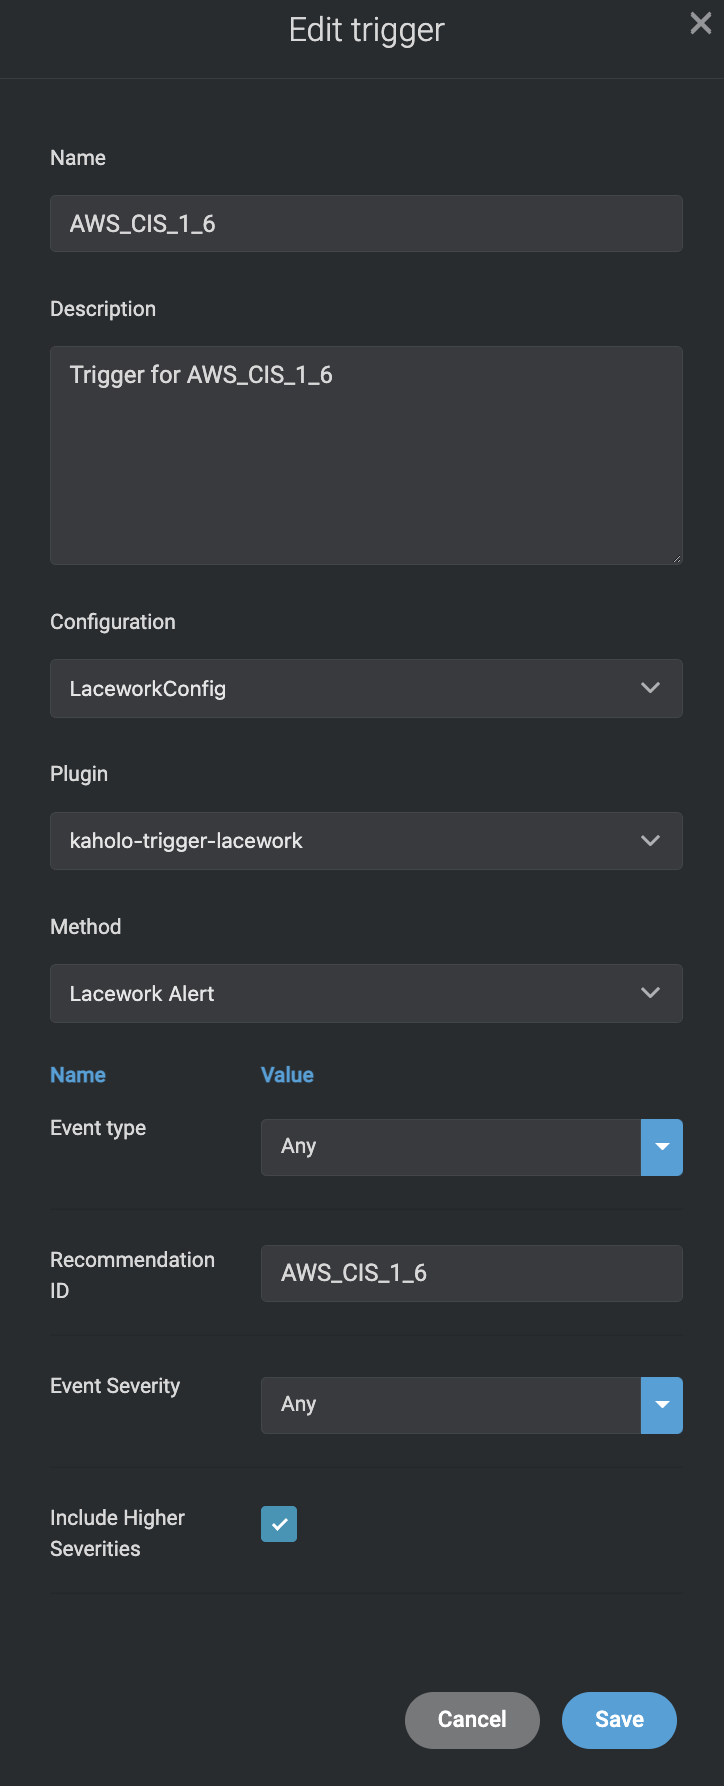 Edit trigger
Name
AWS_CIS_1_6
Description
Trigger for AWS_CIS_1_6
Configuration
LaceworkConfig
Plugin
kaholo-trigger-lacework
Method
Lacework Alert
Name Value
Event type Any
Recommendation
ID
AWS_CIS_1_6
Event Severity Any
Include Higher
Severities
Cancel Save